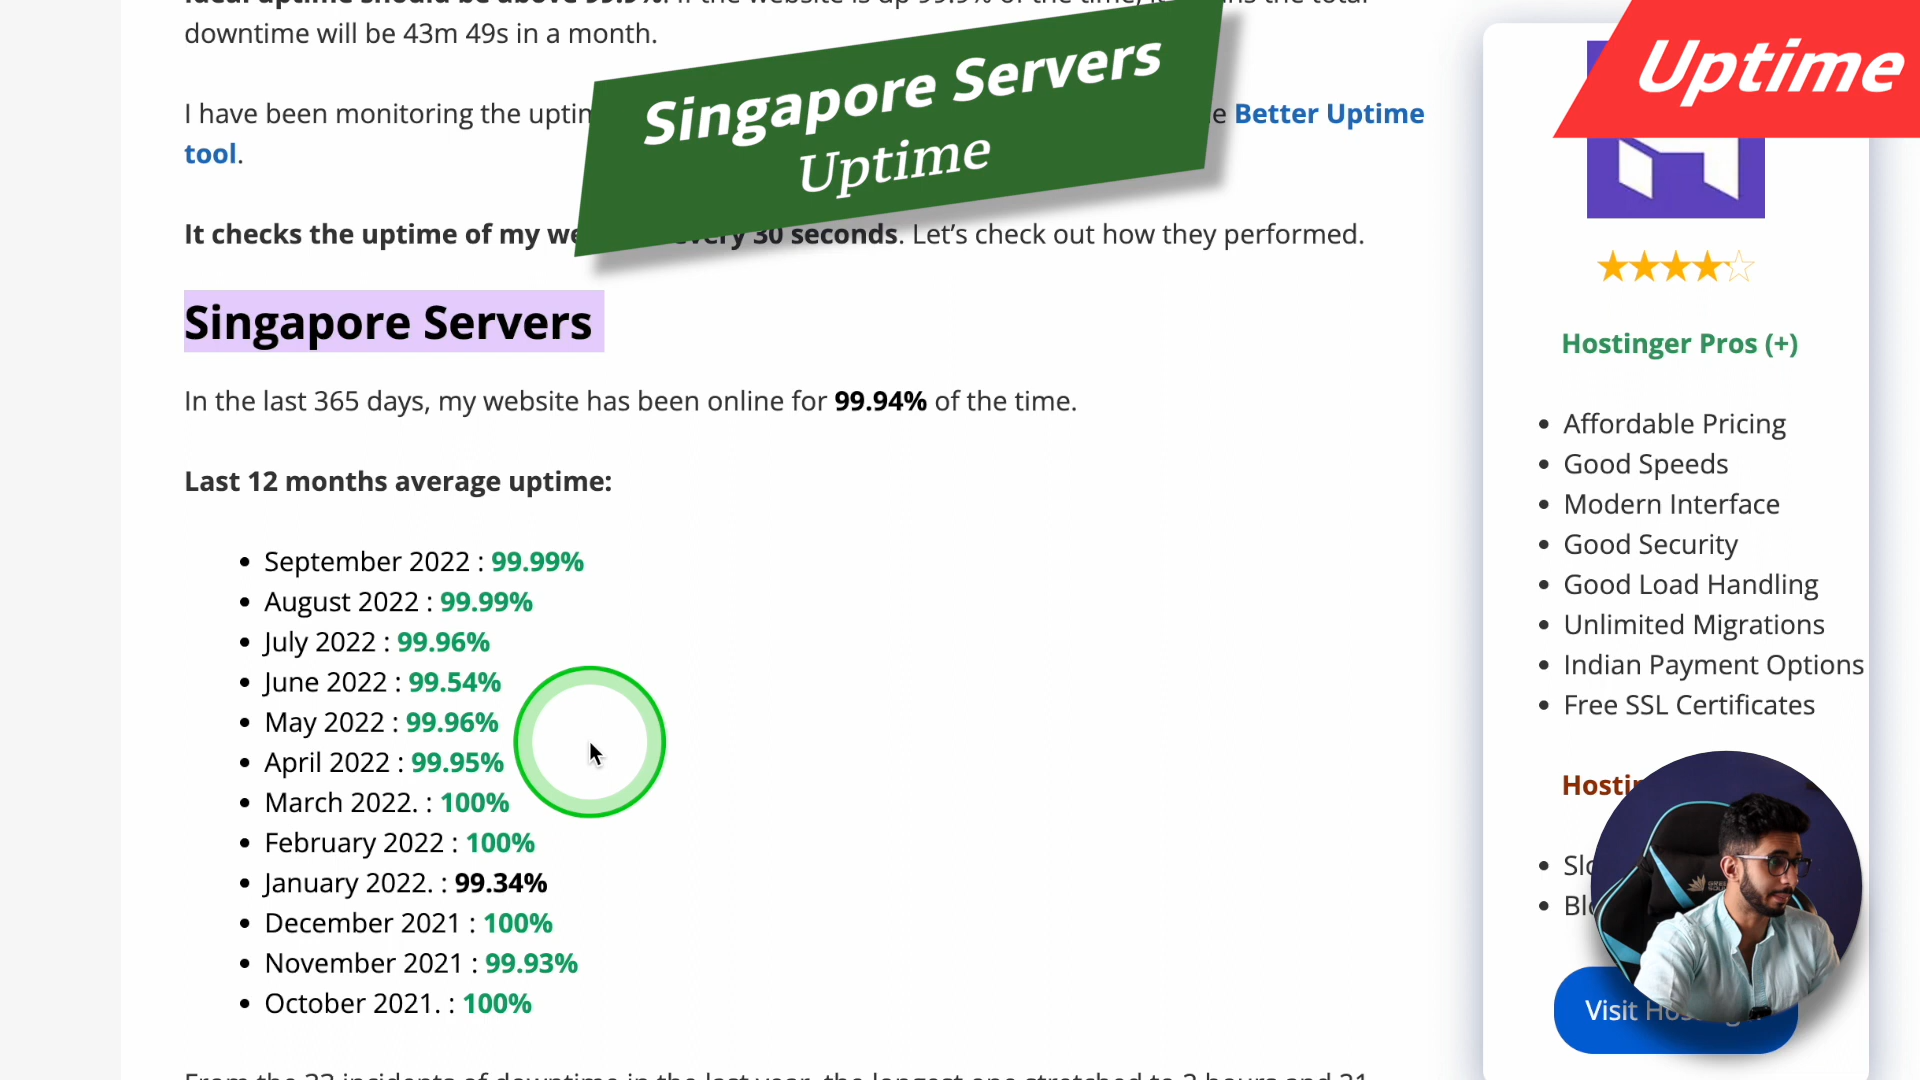 downtime will be 43m 49s in a month.
Singapore Servers
Uptime
Uptime
I have been monitoring the Better Uptime
tool.
It checks the uptime of my every 30 seconds. Let's check out how they performed.
Singapore Servers
In the last 365 days, my website has been online for 99.94% of the time.
Last 12 months average uptime:
September 2022 : 99.99%
August 2022 : 99.99%
July 2022 : 99.96%
June 2022 : 99.54%
May 2022 : 99.96%
April 2022 : 99.95%
March 2022. : 100%
February 2022 : 100%
January 2022. : 99.34%
December 2021 : 100%
November 2021 : 99.93%
October 2021. : 100%
Hostinger Pros (+)
Affordable Pricing
Good Speeds
Modern Interface
Good Security
Good Load Handling
Unlimited Migrations
Indian Payment Options
Free SSL Certificates
Visit